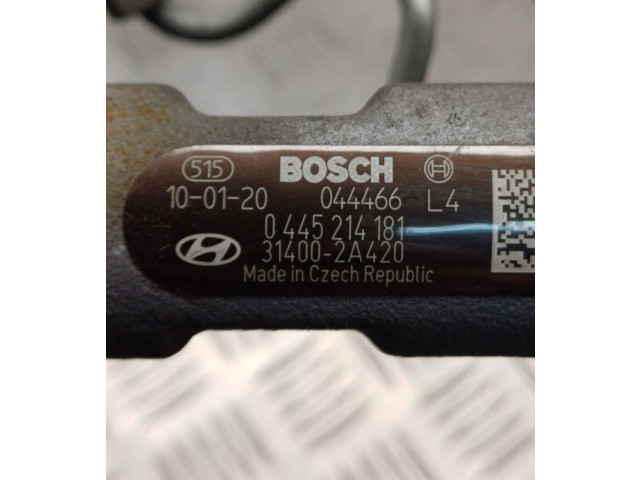 515 BOSCH
10-01-20 044466 L4
0 445 214 181
31400-2A420
Made in Czech Republic